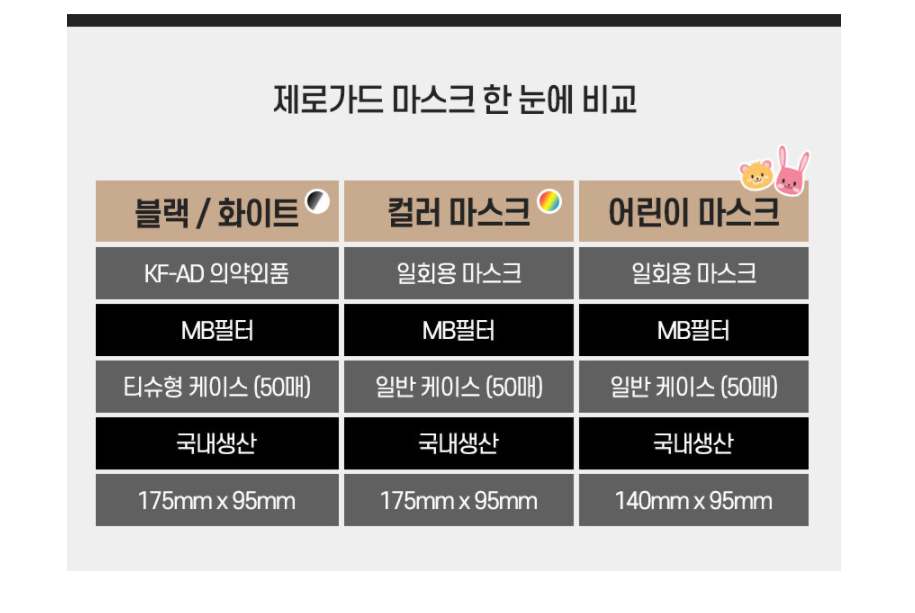 제로가드 마스크 한 눈에 비교
블랙 / 화이트 컬러 마스크 어린이 마스크
KF-AD 의약외품 일회용 마스크 일회용 마스크
MB필터 MB필터 MB필터
티슈형 케이스 (50매) 일반 케이스 (50매) 일반 케이스 (50매)
국내생산 국내생산 국내생산
175mm x 95mm 175mm x 95mm 140mm x 95mm